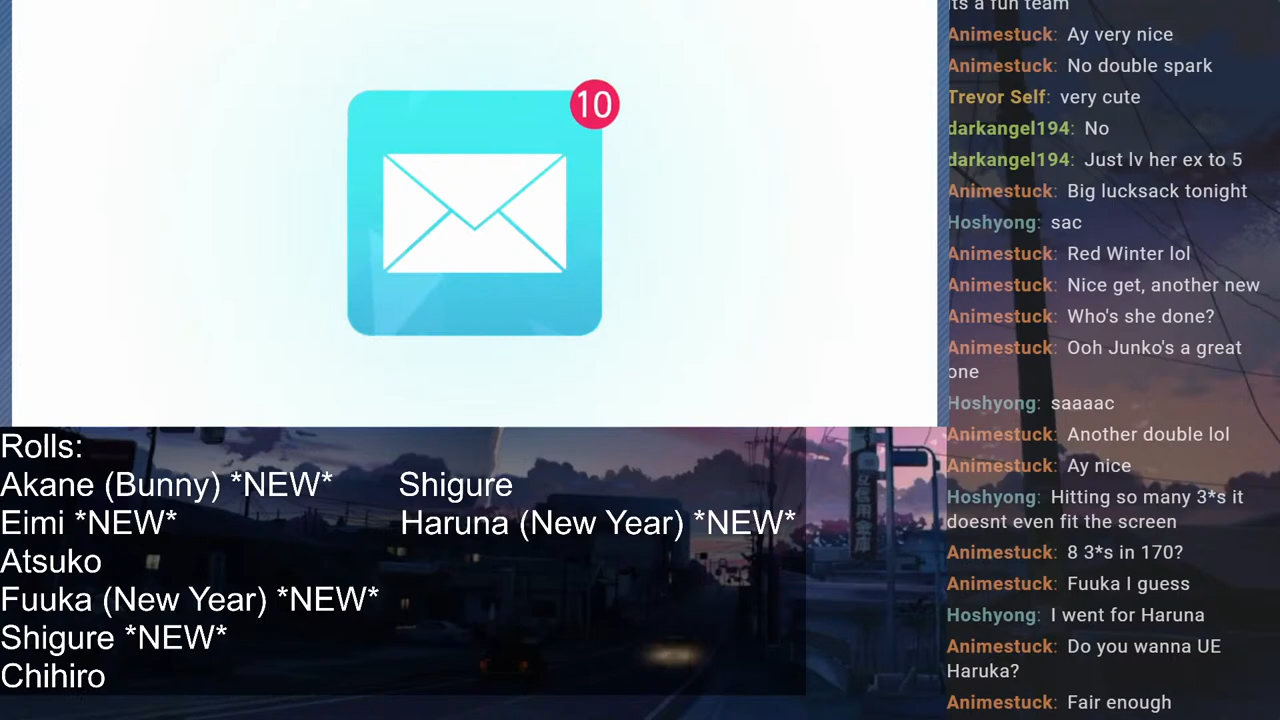 10
Rolls:
Akane (Bunny) *NEW*
Eimi *NEW*
Atsuko
Fuuka (New Year) *NEW*
Shigure *NEW*
Chihiro
Shigure
Haruna (New Year) *NEW*
its a fun team
Animestuck: Ay very nice
Animestuck: No double spark
Trevor Self: very cute
darkangel194: No
darkangel194: Just lv her ex to 5
Animestuck: Big lucksack tonight
Hoshyong: sac
Animestuck: Red Winter lol
Animestuck: Nice get, another new
Animestuck: Who's she done?
Animestuck: Ooh Junko's a great
one
Hoshyong: saaaac
Animestuck: Another double lol
Animestuck: Ay nice
Hoshyong: Hitting so many 3*s it
doesnt even fit the screen
Animestuck: 8 3*s in 170?
Animestuck: Fuuka I guess
Hoshyong: I went for Haruna
Animestuck: Do you wanna UE
Haruka?
Animestuck: Fair enough